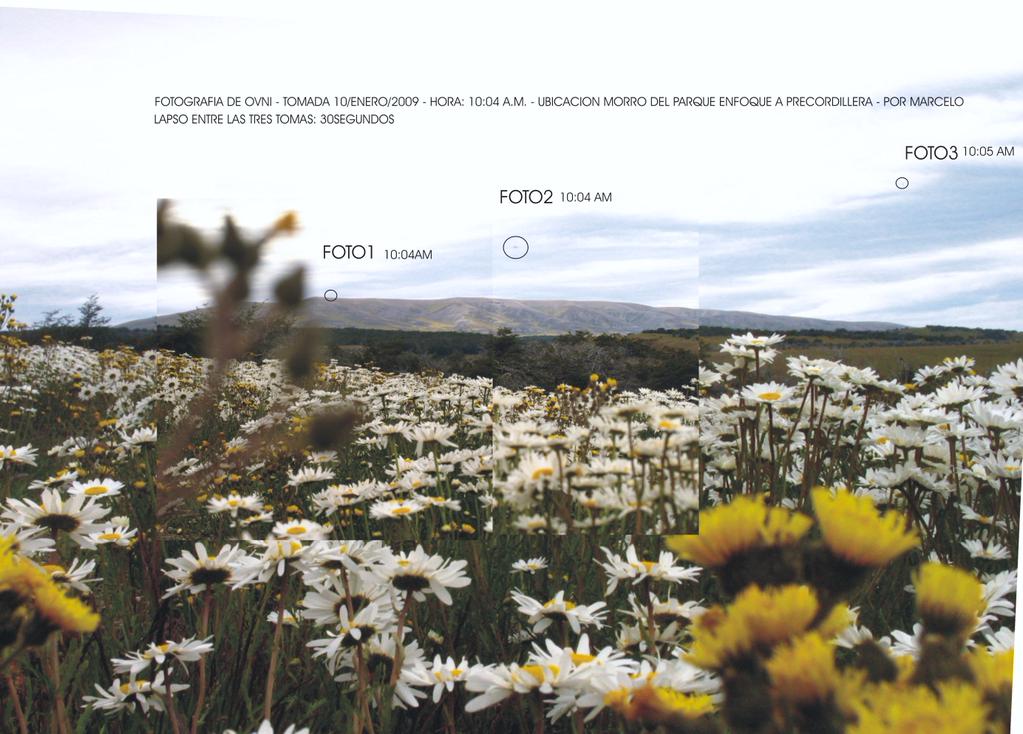 FOTOGRAFIA DE OVNI - TOMADA 10/ENERO/2009 - HORA: 10:04 A.M. - UBICACION MORRO DEL PARQUE ENFOQUE A PRECORDILLERA - POR MARCELO
LAPSO ENTRE LAS TRES TOMAS: 30SEGUNDOS
FOTO3 10:05 AM
FOTO2 10:04 AM
FOTO1 10:04AM